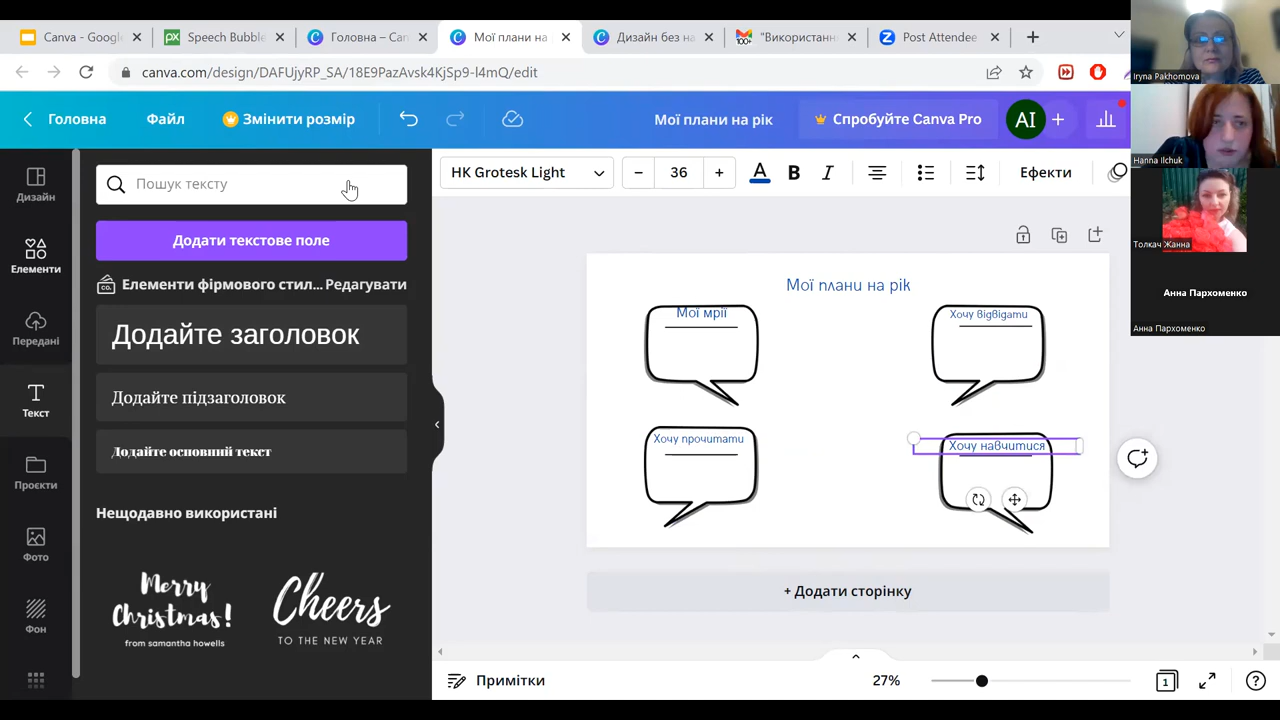 Canva - Google
Speech Bubble
Головна – Can
Мої плани на
Дизайн без на
"Використанн
Post Attendee
canva.com/design/DAFUjyRP_SA/18E9PazAvsk4KjSp9-l4mQ/edit
Головна
Файл
Змінити розмір
Мої плани на рік
Спробуйте Canva Pro
AI
Дизайн
Елементи
Передані
Текст
Проєкти
Фото
Фон
Пошук тексту
Додати текстове поле
Елементи фірмового стил... Редагувати
Додайте заголовок
Додайте підзаголовок
Додайте основний текст
Нещодавно використані
Merry
Christmas!
from samantha howells
Cheers
TO THE NEW YEAR
HK Grotesk Light
36
A B I
Ефекти
Мої плани на рік
Мої мрії
Хочу відвідати
Хочу прочитати
Хочу навчитися
+ Додати сторінку
Примітки
27%
1
Iryna Pakhomova
Hanna Ilchuk
Толкач Жанна
Анна Пархоменко
Анна Пархоменко